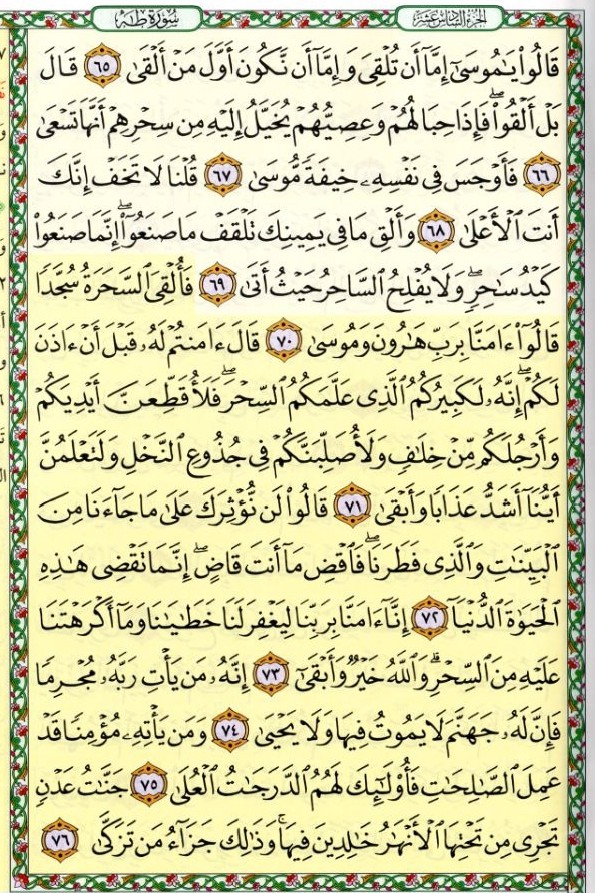 الجزء السادس عشر
سورة طه
قَالُوا۟ يَٰمُوسَىٰٓ إِمَّآ أَن تُلْقِىَ وَإِمَّآ أَن نَّكُونَ أَوَّلَ مَنْ أَلْقَىٰ ٦٥ قَالَ
بَلْ أَلْقُوا۟ ۖ فَإِذَا حِبَالُهُمْ وَعِصِيُّهُمْ يُخَيَّلُ إِلَيْهِ مِن سِحْرِهِمْ أَنَّهَا تَسْعَىٰ
٦٦ فَأَوْجَسَ فِى نَفْسِهِۦ خِيفَةً مُّوسَىٰ ٦٧ قُلْنَا لَا تَخَفْ إِنَّكَ
أَنتَ ٱلْأَعْلَىٰ ٦٨ وَأَلْقِ مَا فِى يَمِينِكَ تَلْقَفْ مَا صَنَعُوٓا۟ ۖ إِنَّمَا صَنَعُوا۟
كَيْدُ سَٰحِرٍ ۖ وَلَا يُفْلِحُ ٱلسَّاحِرُ حَيْثُ أَتَىٰ ٦٩ فَأُلْقِىَ ٱلسَّحَرَةُ سُجَّدًا
قَالُوٓا۟ ءَامَنَّا بِرَبِّ هَٰرُونَ وَمُوسَىٰ ٧٠ قَالَ ءَامَنتُمْ لَهُۥ قَبْلَ أَنْ ءَاذَنَ
لَكُمْ ۖ إِنَّهُۥ لَكَبِيرُكُمُ ٱلَّذِى عَلَّمَكُمُ ٱلسِّحْرَ ۖ فَلَأُقَطِّعَنَّ أَيْدِيَكُمْ
وَأَرْجُلَكُم مِّنْ خِلَٰفٍ وَلَأُصَلِّبَنَّكُمْ فِى جُذُوعِ ٱلنَّخْلِ وَلَتَعْلَمُنَّ
أَيُّنَآ أَشَدُّ عَذَابًا وَأَبْقَىٰ ٧١ قَالُوا۟ لَن نُّؤْثِرَكَ عَلَىٰ مَا جَآءَنَا مِنَ
ٱلْبَيِّنَٰتِ وَٱلَّذِى فَطَرَنَا ۖ فَٱقْضِ مَآ أَنتَ قَاضٍ ۖ إِنَّمَا تَقْضِى هَٰذِهِ
ٱلْحَيَوٰةَ ٱلدُّنْيَآ ٧٢ إِنَّآ ءَامَنَّا بِرَبِّنَا لِيَغْفِرَ لَنَا خَطَٰيَٰنَا وَمَآ أَكْرَهْتَنَا
عَلَيْهِ مِنَ ٱلسِّحْرِ ۗ وَٱللَّهُ خَيْرٌ وَأَبْقَىٰٓ ٧٣ إِنَّهُۥ مَن يَأْتِ رَبَّهُۥ مُجْرِمًا
فَإِنَّ لَهُۥ جَهَنَّمَ لَا يَمُوتُ فِيهَا وَلَا يَحْيَىٰ ٧٤ وَمَن يَأْتِهِۦ مُؤْمِنًا قَدْ
عَمِلَ ٱلصَّٰلِحَٰتِ فَأُو۟لَٰٓئِكَ لَهُمُ ٱلدَّرَجَٰتُ ٱلْعُلَىٰ ٧٥ جَنَّٰتُ عَدْنٍ
تَجْرِى مِن تَحْتِهَا ٱلْأَنْهَٰرُ خَٰلِدِينَ فِيهَا ۚ وَذَٰلِكَ جَزَآءُ مَن تَزَكَّىٰ ٧٦